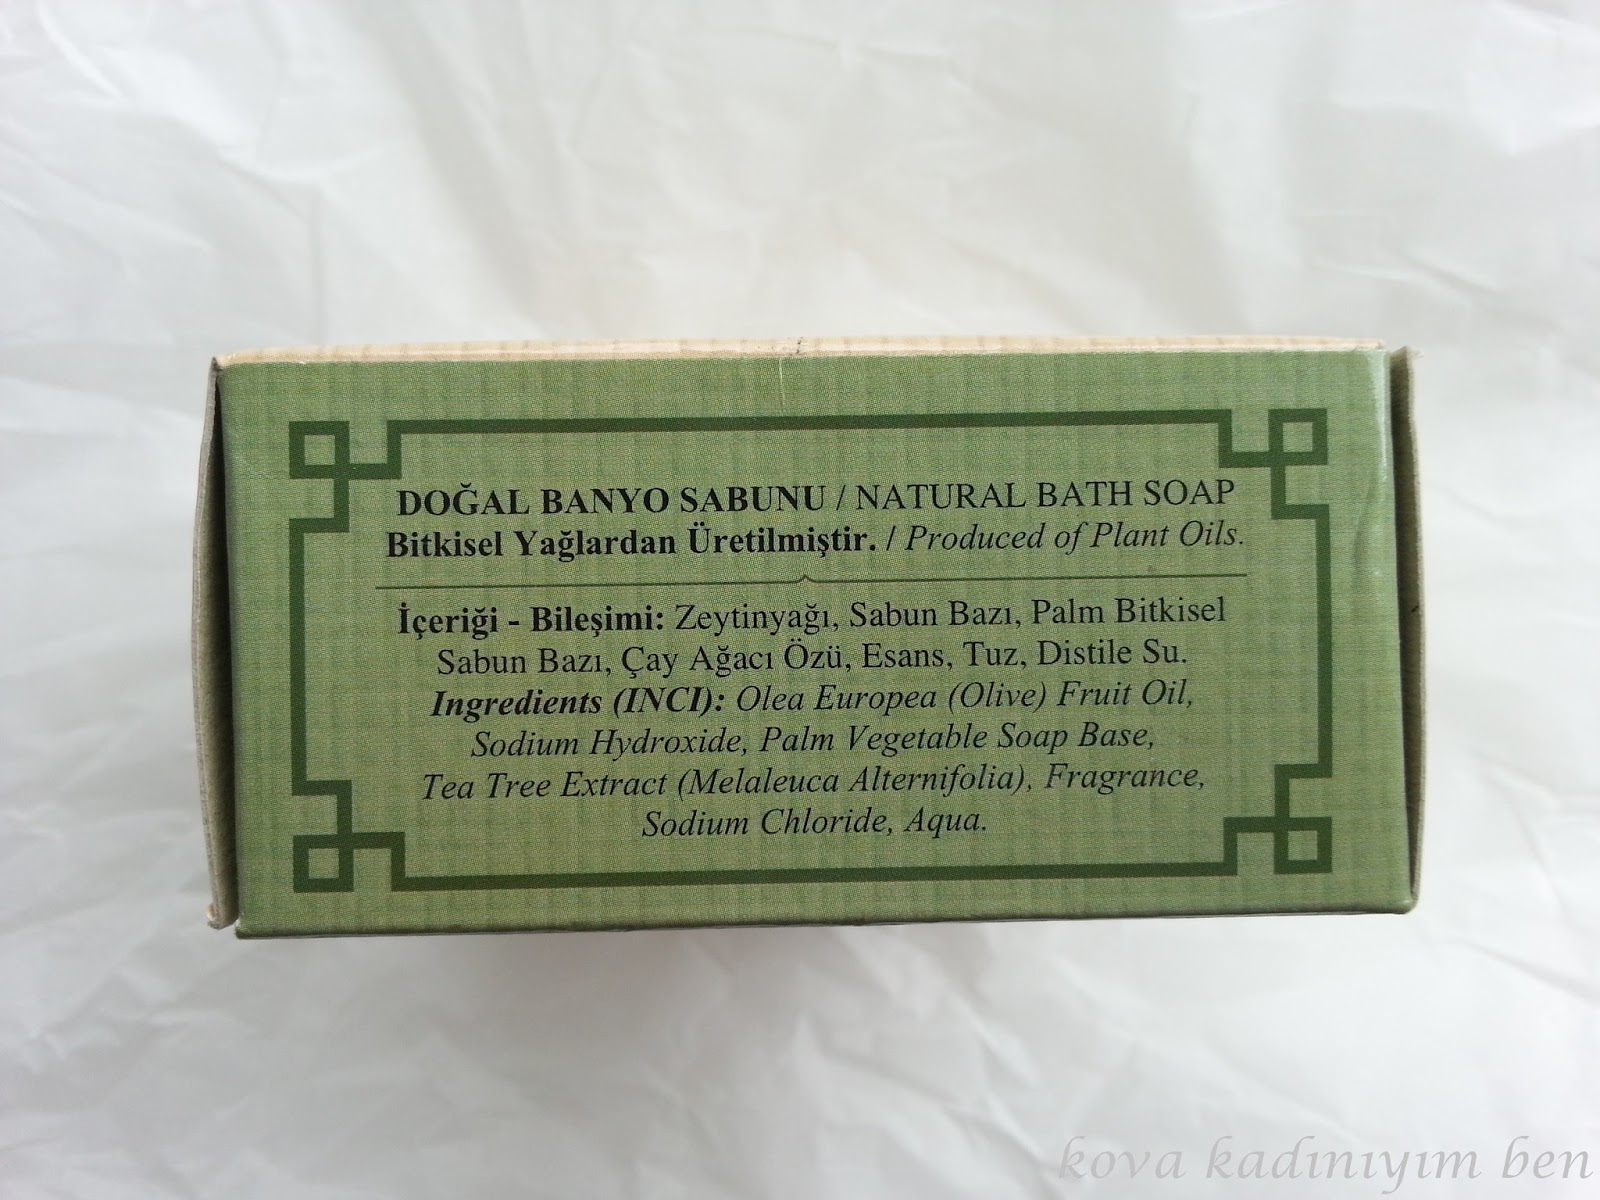 DOĞAL BANYO SABUNU / NATURAL BATH SOAP
Bitkisel Yağlardan Üretilmiştir. / Produced of Plant Oils.
İçeriği - Bileşimi: Zeytinyağı, Sabun Bazı, Palm Bitkisel
Sabun Bazı, Çay Ağacı Özü, Esans, Tuz, Distile Su.
Ingredients (INCI): Olea Europea (Olive) Fruit Oil,
Sodium Hydroxide, Palm Vegetable Soap Base,
Tea Tree Extract (Melaleuca Alternifolia), Fragrance,
Sodium Chloride, Aqua.
kova kadınıyım ben